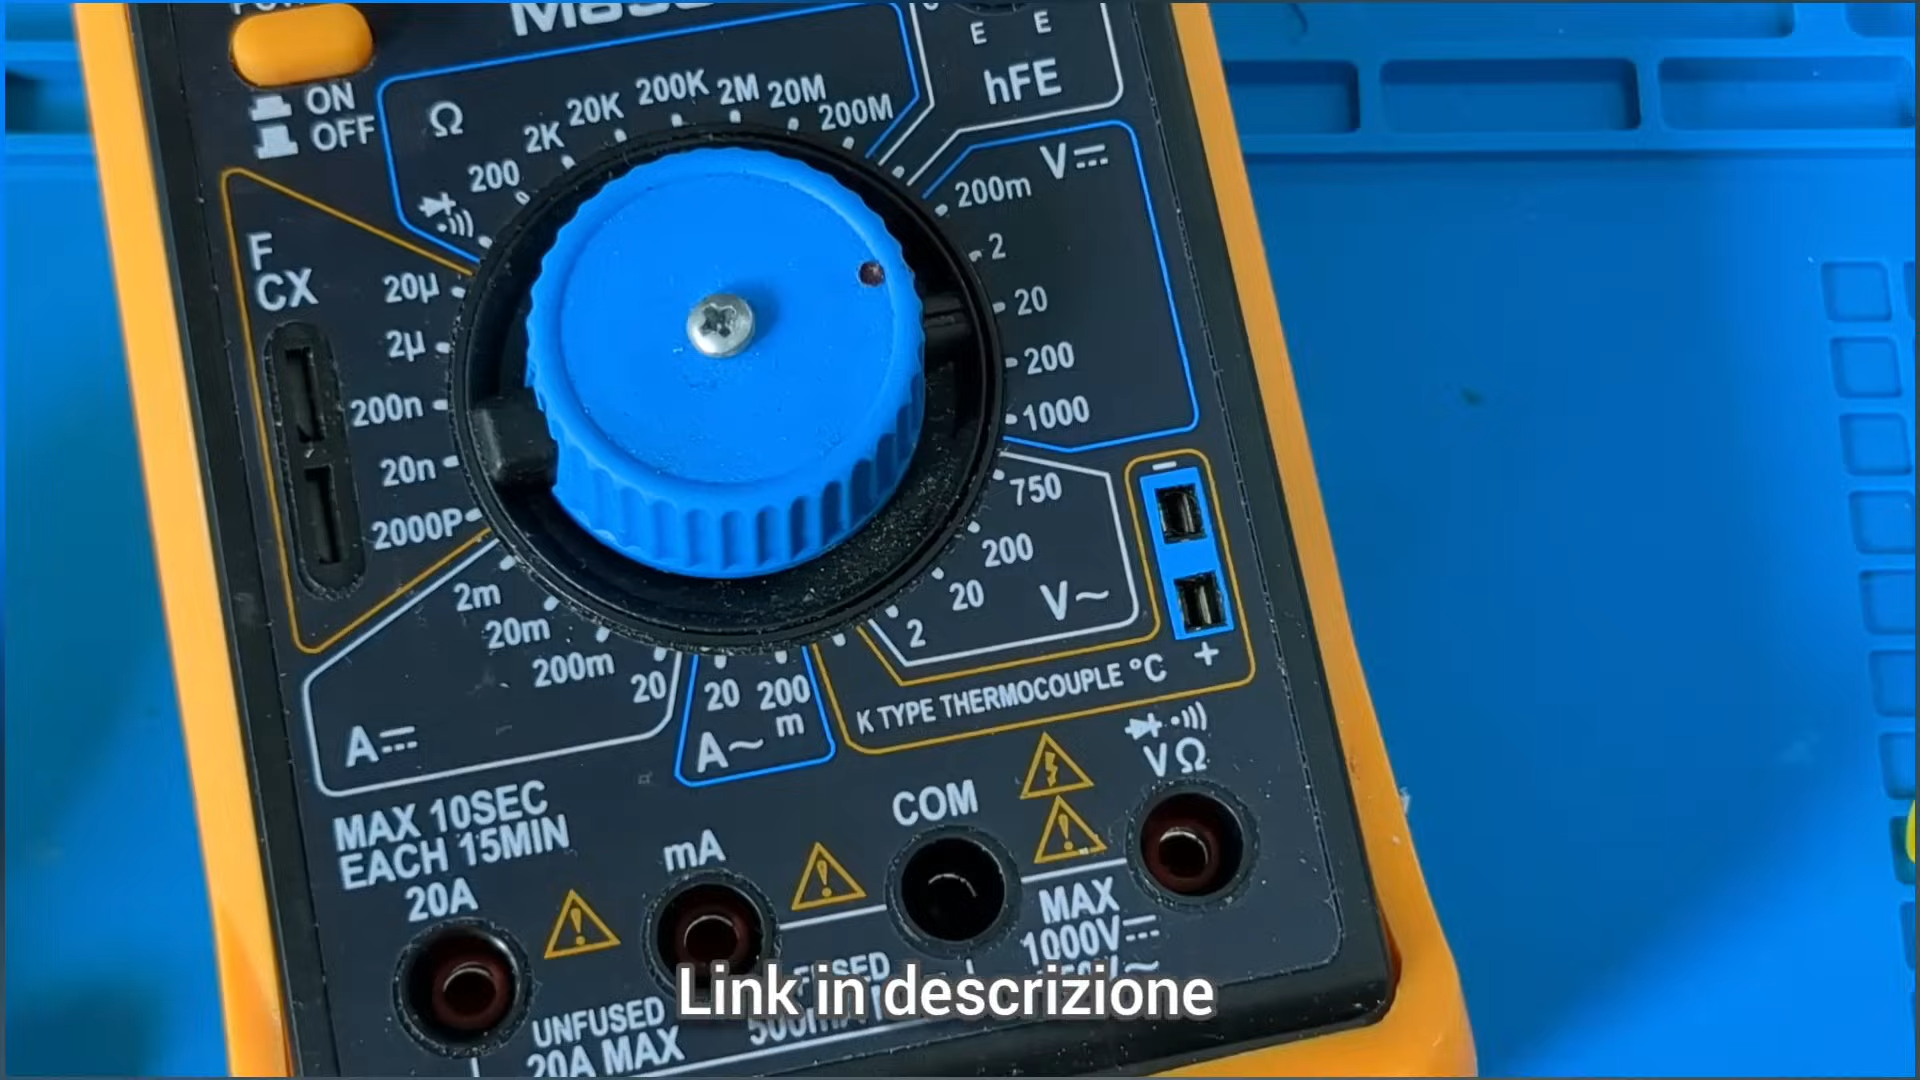 ON
OFF
Ω
200
2K
20K
200K
2M
20M
200M
E
E
hFE
V
200m
2
20
200
1000
F
CX
20µ
2µ
200n
20n
2000P
2m
20m
200m
20
A
20
200
m
A~
750
200
20
2
V~
−
+
K TYPE THERMOCOUPLE °C
MAX 10SEC
EACH 15MIN
20A
mA
COM
VΩ
MAX
1000V
UNFUSED
20A MAX
FUSED
Link in descrizione